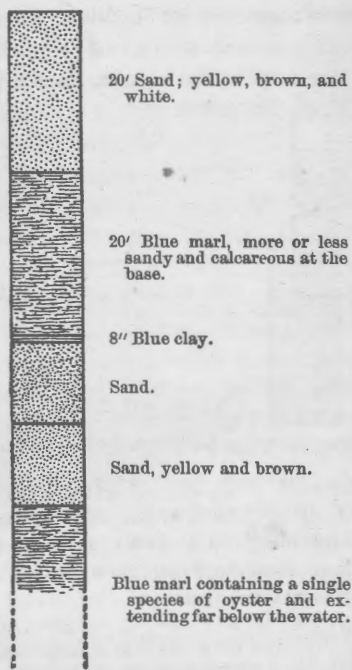 20′ Sand; yellow, brown, and
white.
20′ Blue marl, more or less
sandy and calcareous at the
base.
8″ Blue clay.
Sand.
Sand, yellow and brown.
Blue marl containing a single
species of oyster and ex-
tending far below the water.